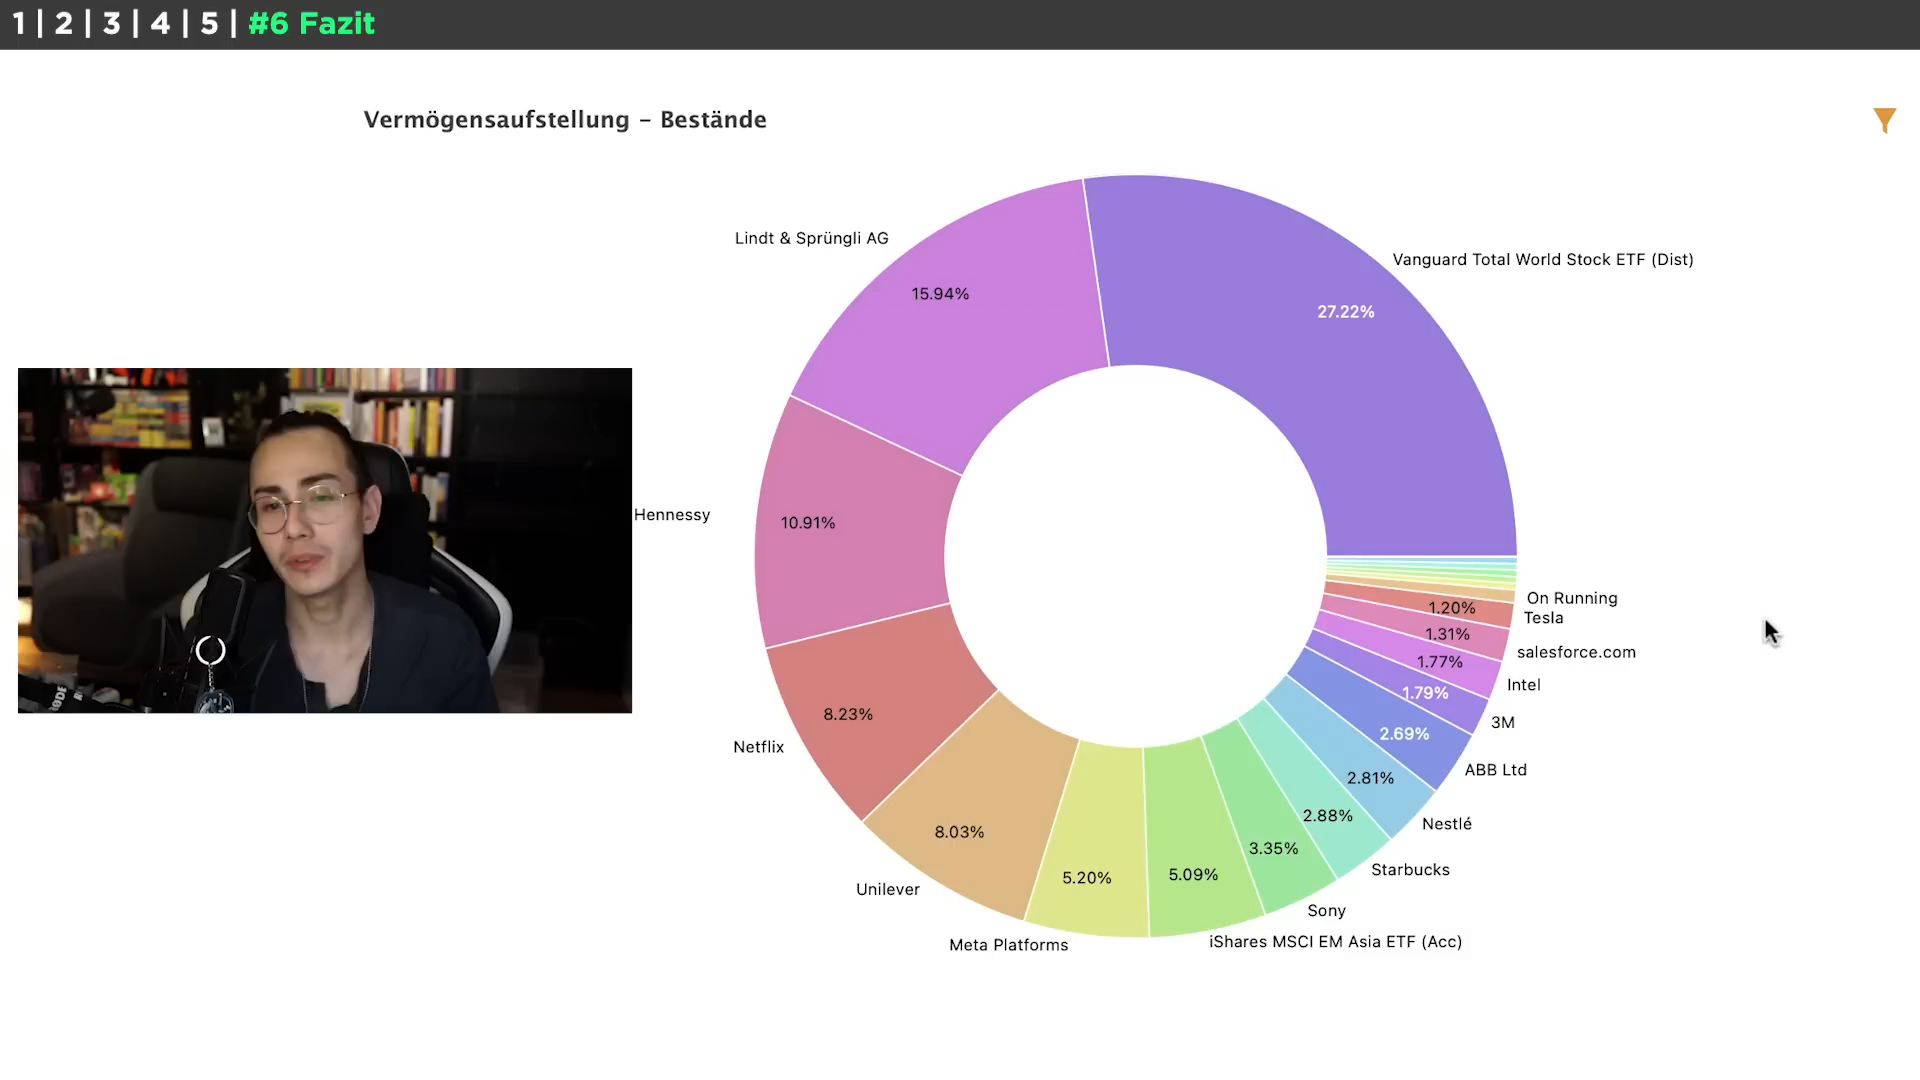 1 | 2 | 3 | 4 | 5 | #6 Fazit
Vermögensaufstellung – Bestände
Lindt & Sprüngli AG
Vanguard Total World Stock ETF (Dist)
15.94%
27.22%
Hennessy
10.91%
On Running
1.20%
Tesla
1.31%
salesforce.com
1.77%
Intel
1.79%
3M
2.69%
ABB Ltd
8.23%
Netflix
2.81%
Nestlé
2.88%
8.03%
3.35%
Starbucks
5.20%
5.09%
Unilever
Sony
Meta Platforms
iShares MSCI EM Asia ETF (Acc)
RØDE